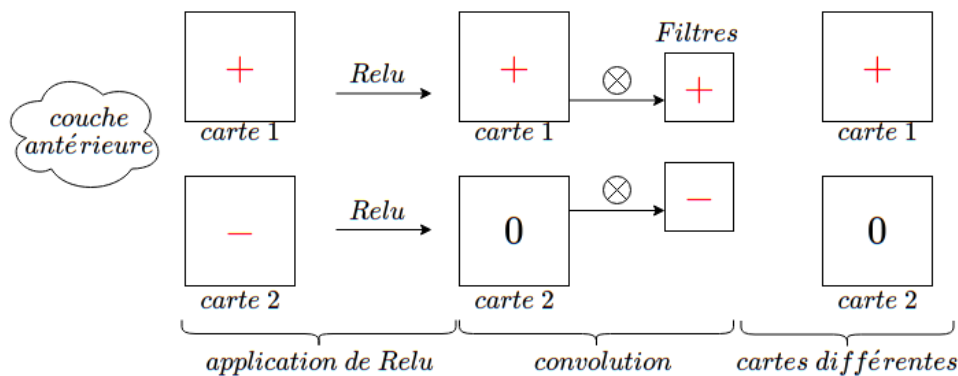 Filtres
+
Relu
+
+
+
carte 1
carte 1
carte 1
couche
antérieure
−
Relu
0
−
0
carte 2
carte 2
carte 2
application de Relu
convolution
cartes différentes